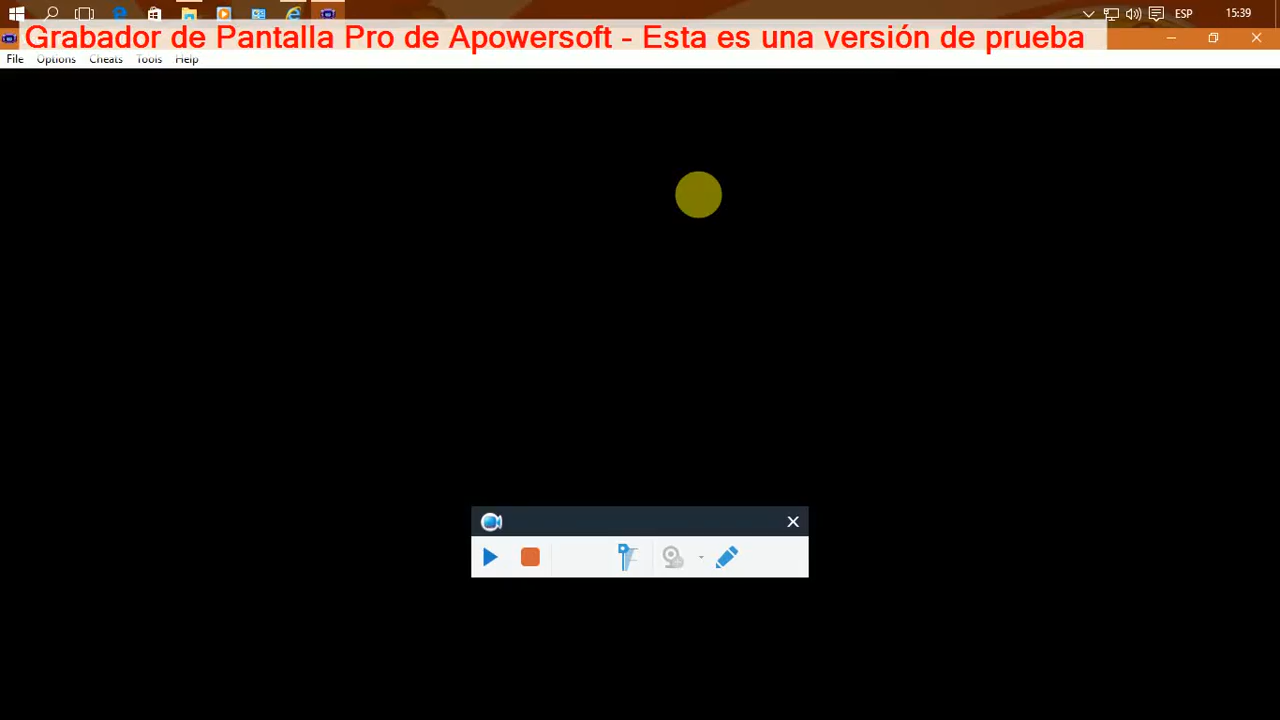 ESP 15:39
Grabador de Pantalla Pro de Apowersoft - Esta es una versión de prueba
File Options Cheats Tools Help